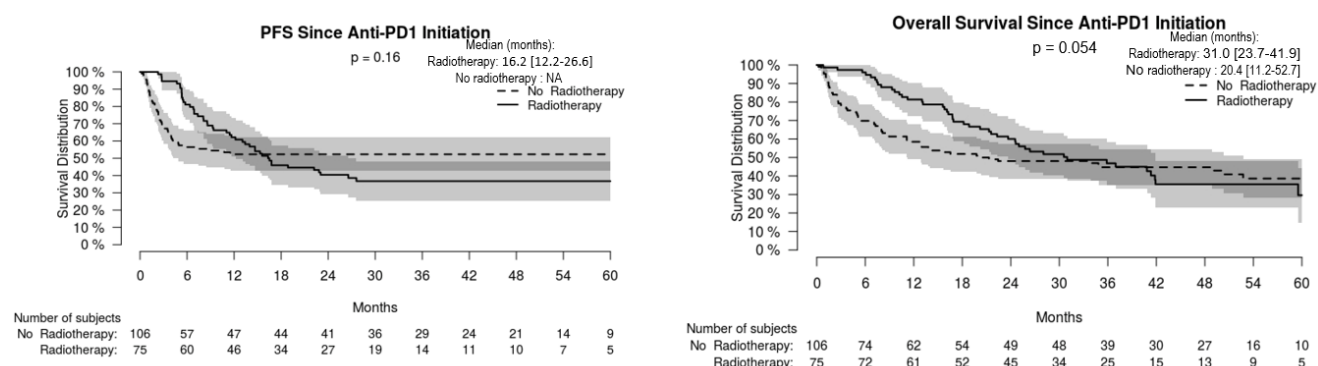 PFS Since Anti-PD1 Initiation
Median (months):
p = 0.16
Radiotherapy: 16.2 [12.2-26.6]
No radiotherapy : NA
No Radiotherapy
Radiotherapy
Survival Distribution
100 %
90 %
80 %
70 %
60 %
50 %
40 %
30 %
20 %
10 %
0 %
0 6 12 18 24 30 36 42 48 54 60
Months
Number of subjects
No Radiotherapy: 106 57 47 44 41 36 29 24 21 14 9
Radiotherapy: 75 60 46 34 27 19 14 11 10 7 5
Overall Survival Since Anti-PD1 Initiation
Median (months):
p = 0.054
Radiotherapy: 31.0 [23.7-41.9]
No radiotherapy : 20.4 [11.2-52.7]
No Radiotherapy
Radiotherapy
Survival Distribution
100 %
90 %
80 %
70 %
60 %
50 %
40 %
30 %
20 %
10 %
0 %
0 6 12 18 24 30 36 42 48 54 60
Months
Number of subjects
No Radiotherapy: 106 74 62 54 49 48 39 30 27 16 10
Radiotherapy: 75 72 61 52 45 34 25 15 13 9 5